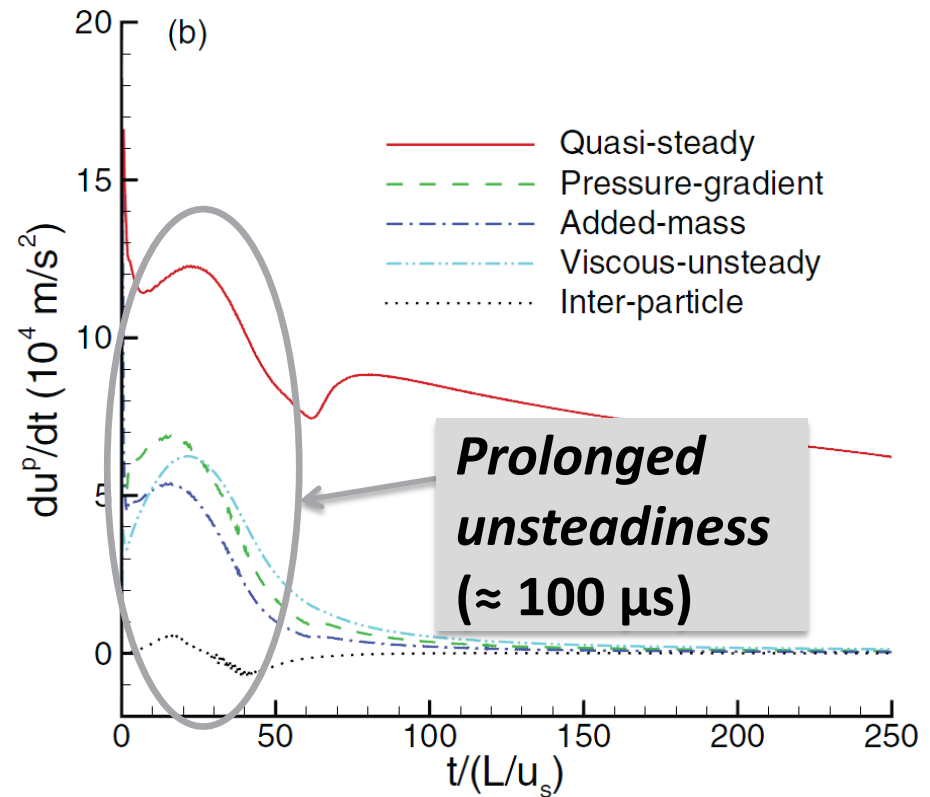 (b)
20
15
10
5
0
du^p/dt (10^4 m/s^2)
Quasi-steady
Pressure-gradient
Added-mass
Viscous-unsteady
Inter-particle
Prolonged
unsteadiness
(≈ 100 μs)
0 50 100 150 200 250
t/(L/u_s)